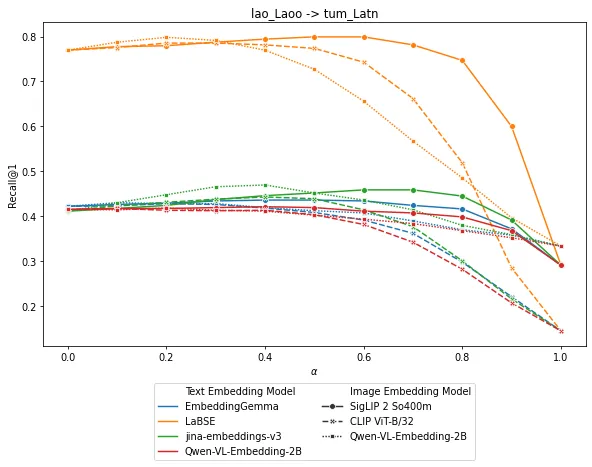 lao_Laoo -> tum_Latn
0.8
0.7
0.6
0.5
0.4
0.3
0.2
Recall@1
0.0 0.2 0.4 0.6 0.8 1.0
α
Text Embedding Model Image Embedding Model
EmbeddingGemma SigLIP 2 So400m
LaBSE CLIP ViT-B/32
jina-embeddings-v3 Qwen-VL-Embedding-2B
Qwen-VL-Embedding-2B